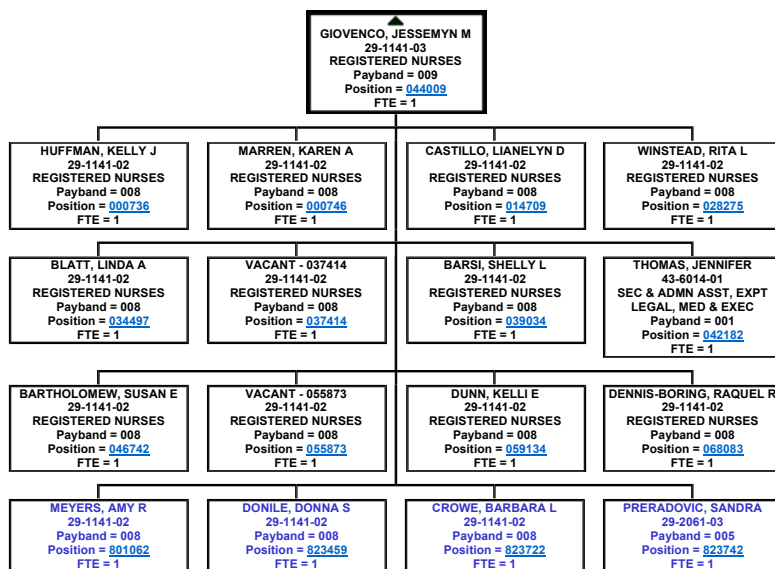 GIOVENCO, JESSEMYN M
29-1141-03
REGISTERED NURSES
Payband = 009
Position = 044009
FTE = 1
HUFFMAN, KELLY J
29-1141-02
REGISTERED NURSES
Payband = 008
Position = 000736
FTE = 1
MARREN, KAREN A
29-1141-02
REGISTERED NURSES
Payband = 008
Position = 000746
FTE = 1
CASTILLO, LIANELYN D
29-1141-02
REGISTERED NURSES
Payband = 008
Position = 014709
FTE = 1
WINSTEAD, RITA L
29-1141-02
REGISTERED NURSES
Payband = 008
Position = 028275
FTE = 1
BLATT, LINDA A
29-1141-02
REGISTERED NURSES
Payband = 008
Position = 034497
FTE = 1
VACANT - 037414
29-1141-02
REGISTERED NURSES
Payband = 008
Position = 037414
FTE = 1
BARSI, SHELLY L
29-1141-02
REGISTERED NURSES
Payband = 008
Position = 039034
FTE = 1
THOMAS, JENNIFER
43-6014-01
SEC & ADMN ASST, EXPT
LEGAL, MED & EXEC
Payband = 001
Position = 042182
FTE = 1
BARTHOLOMEW, SUSAN E
29-1141-02
REGISTERED NURSES
Payband = 008
Position = 046742
FTE = 1
VACANT - 055873
29-1141-02
REGISTERED NURSES
Payband = 008
Position = 055873
FTE = 1
DUNN, KELLI E
29-1141-02
REGISTERED NURSES
Payband = 008
Position = 059134
FTE = 1
DENNIS-BORING, RAQUEL R
29-1141-02
REGISTERED NURSES
Payband = 008
Position = 068083
FTE = 1
MEYERS, AMY R
29-1141-02
Payband = 008
Position = 801062
FTE = 1
DONILE, DONNA S
29-1141-02
Payband = 008
Position = 823459
FTE = 1
CROWE, BARBARA L
29-1141-02
Payband = 008
Position = 823722
FTE = 1
PRERADOVIC, SANDRA
29-2061-03
Payband = 005
Position = 823742
FTE = 1